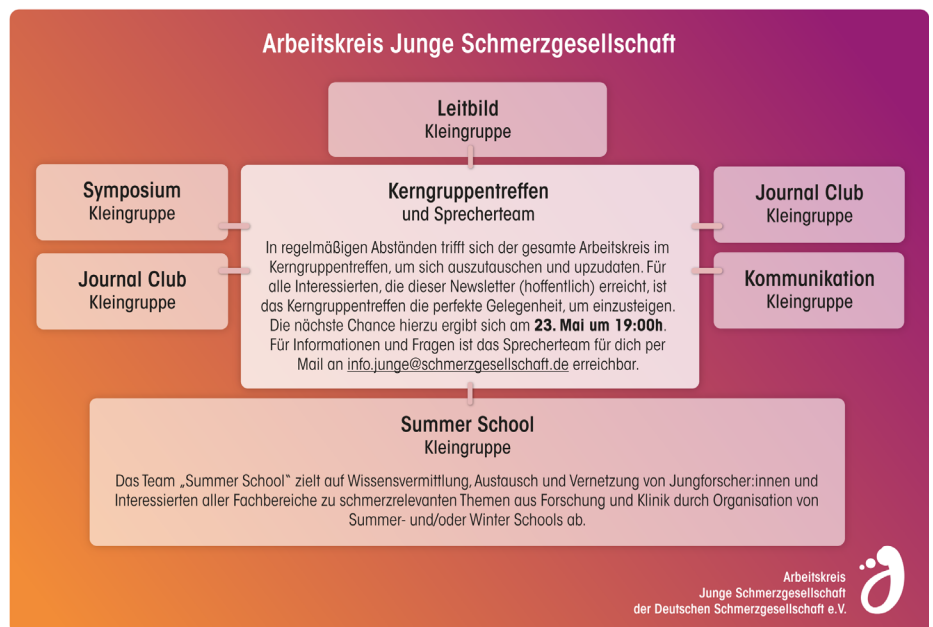 Arbeitskreis Junge Schmerzgesellschaft
Leitbild
Kleingruppe
Symposium
Kleingruppe
Journal Club
Kleingruppe
Kerngruppentreffen
und Sprecherteam
In regelmäßigen Abständen trifft sich der gesamte Arbeitskreis im
Kerngruppentreffen, um sich auszutauschen und upzudaten. Für
alle Interessierten, die dieser Newsletter (hoffentlich) erreicht, ist
das Kerngruppentreffen die perfekte Gelegenheit, um einzusteigen.
Die nächste Chance hierzu ergibt sich am 23. Mai um 19:00h.
Für Informationen und Fragen ist das Sprecherteam für dich per
Mail an info.junge@schmerzgesellschaft.de erreichbar.
Journal Club
Kleingruppe
Kommunikation
Kleingruppe
Summer School
Kleingruppe
Das Team „Summer School“ zielt auf Wissensvermittlung, Austausch und Vernetzung von Jungforscher:innen und
Interessierten aller Fachbereiche zu schmerzrelevanten Themen aus Forschung und Klinik durch Organisation von
Summer- und/oder Winter Schools ab.
Arbeitskreis
Junge Schmerzgesellschaft
der Deutschen Schmerzgesellschaft e.V.